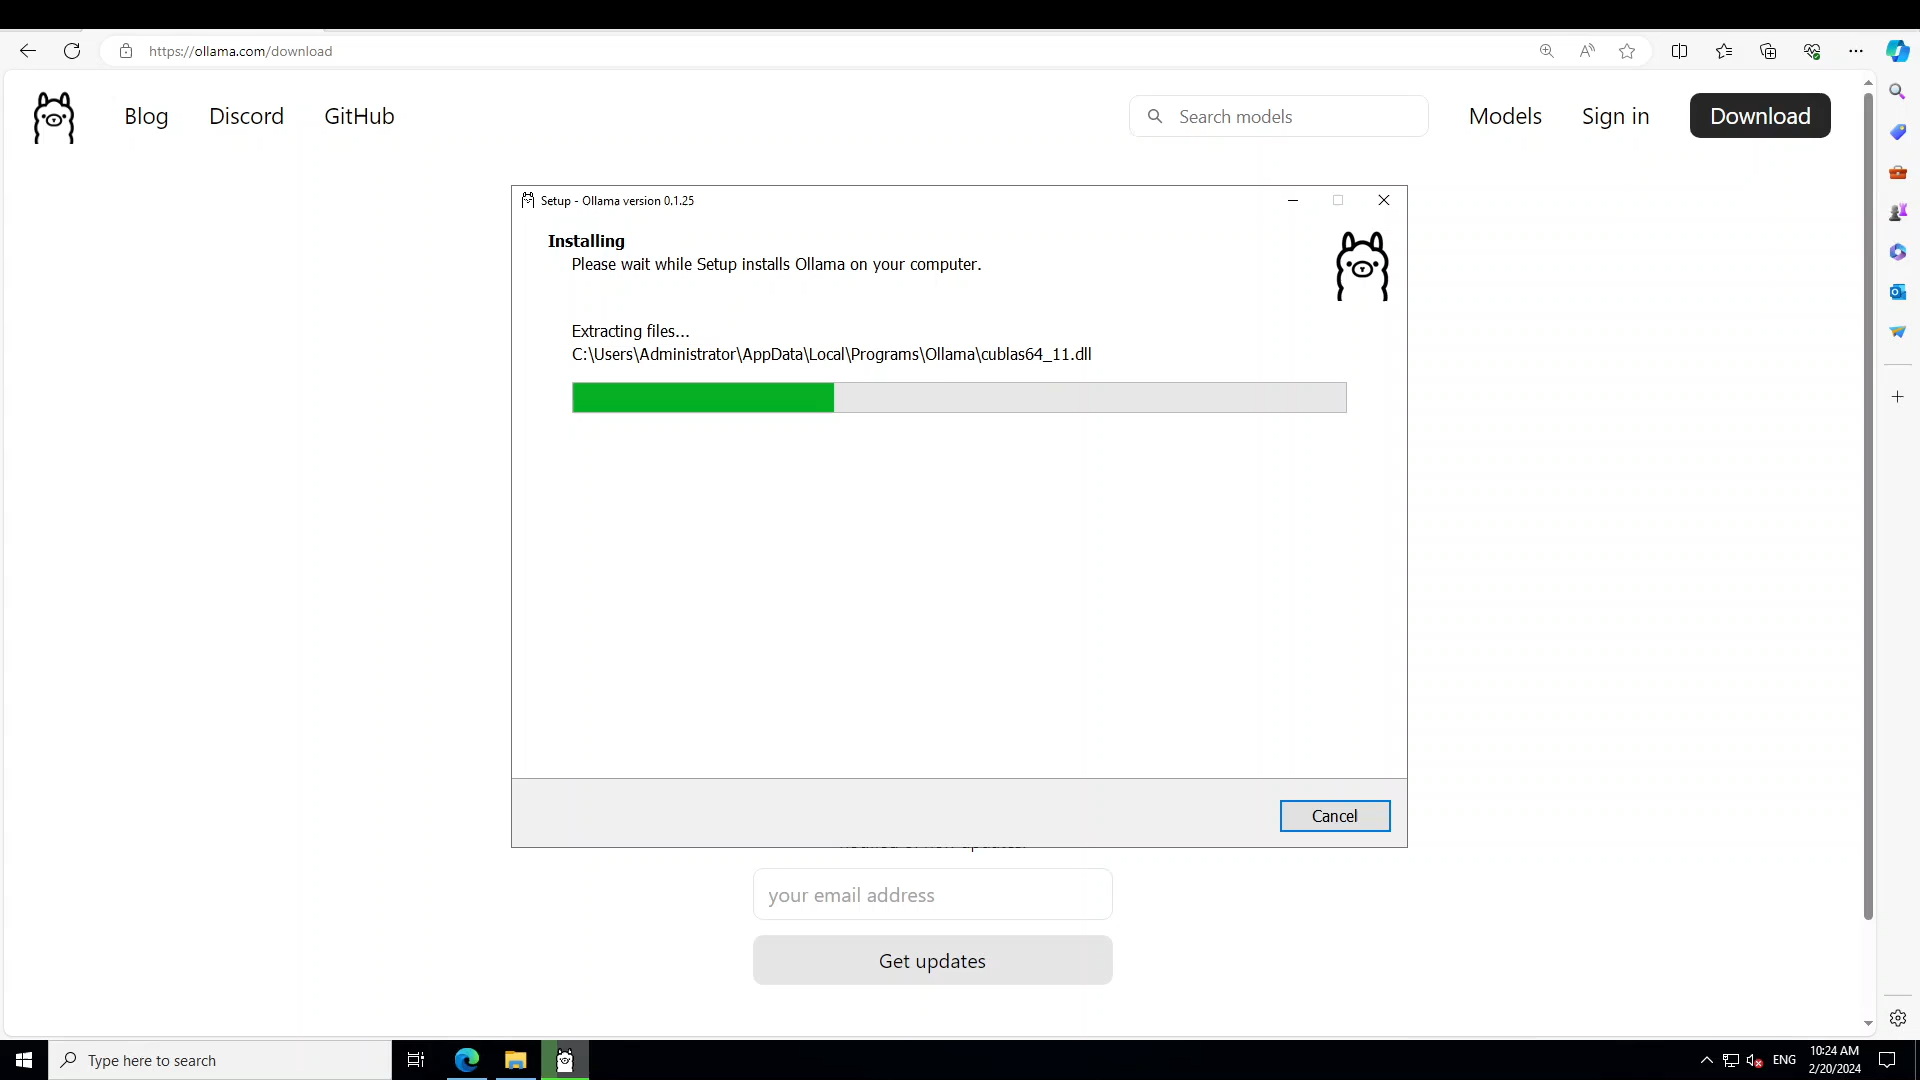 https://ollama.com/download
Blog
Discord
GitHub
Search models
Models
Sign in
Download
Setup - Ollama version 0.1.25
Installing
Please wait while Setup installs Ollama on your computer.
Extracting files...
C:\Users\Administrator\AppData\Local\Programs\Ollama\cublas64_11.dll
Cancel
your email address
Get updates
Type here to search
ENG
10:24 AM
2/20/2024